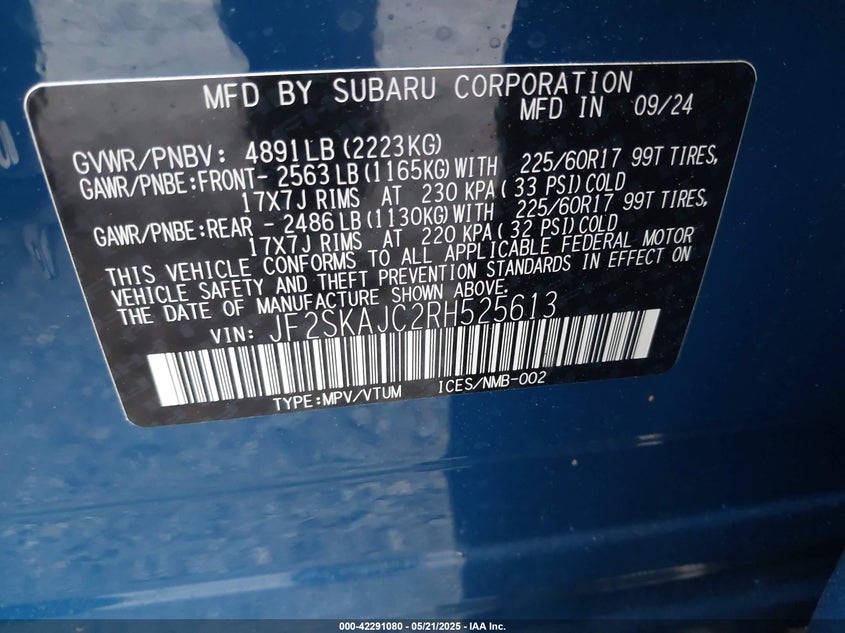 MFD BY SUBARU CORPORATION
MFD IN 09/24
GVWR/PNBV: 4891LB(2223KG)
GAWR/PNBE:FRONT- 2563LB(1165KG)WITH 225/60R17 99T TIRES,
17X7J RIMS AT 230 KPA(33 PSI)COLD
GAWR/PNBE:REAR - 2486LB(1130KG)WITH 225/60R17 99T TIRES,
17X7J RIMS AT 220 KPA(32 PSI)COLD
THIS VEHICLE CONFORMS TO ALL APPLICABLE FEDERAL MOTOR
VEHICLE SAFETY AND THEFT PREVENTION STANDARDS IN EFFECT ON
THE DATE OF MANUFACTURE SHOWN ABOVE.
VIN: JF2SKAJC2RH525613
TYPE:MPV/VTUM ICES/NMB-002
000-42291080 - 05/21/2025 - IAA Inc.